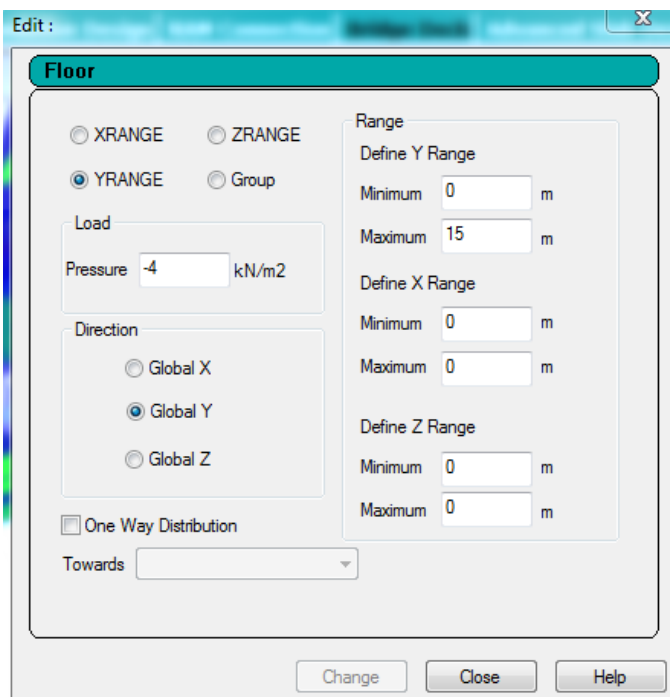 Edit :
Floor
XRANGE ZRANGE
YRANGE Group
Load
Pressure -4 kN/m2
Direction
Global X
Global Y
Global Z
One Way Distribution
Towards
Range
Define Y Range
Minimum 0 m
Maximum 15 m
Define X Range
Minimum 0 m
Maximum 0 m
Define Z Range
Minimum 0 m
Maximum 0 m
Change Close Help